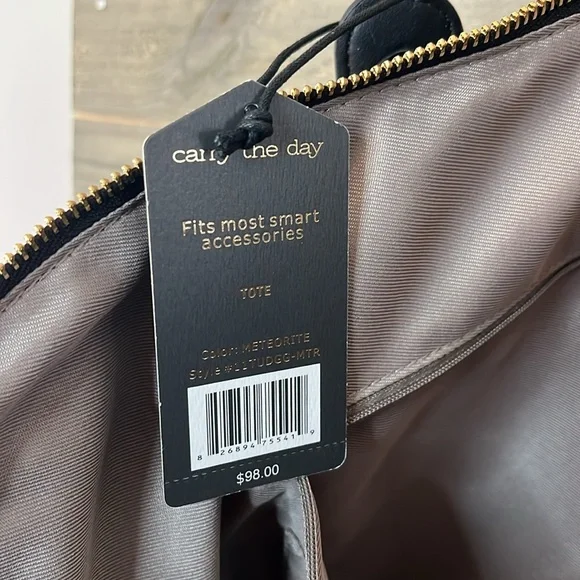 carry the day
Fits most smart
accessories
TOTE
Color: METEORITE
8 26894 75541 9
$98.00